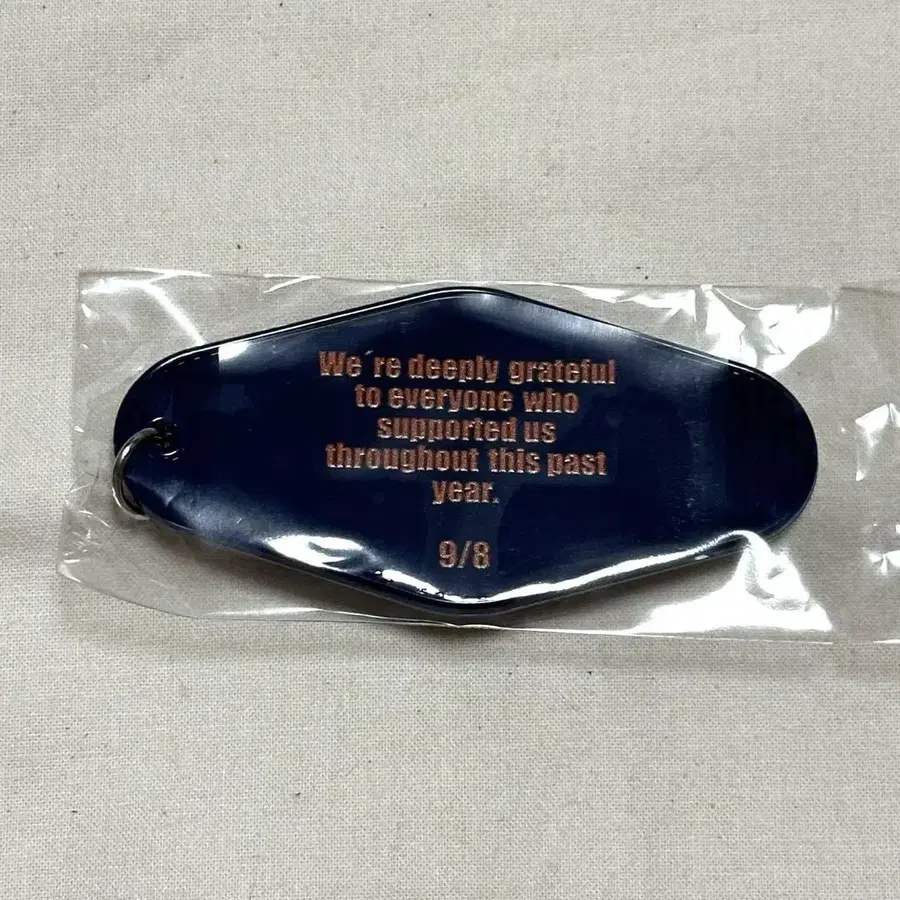 We´re deeply grateful
to everyone who
supported us
throughout this past
year.
9/8